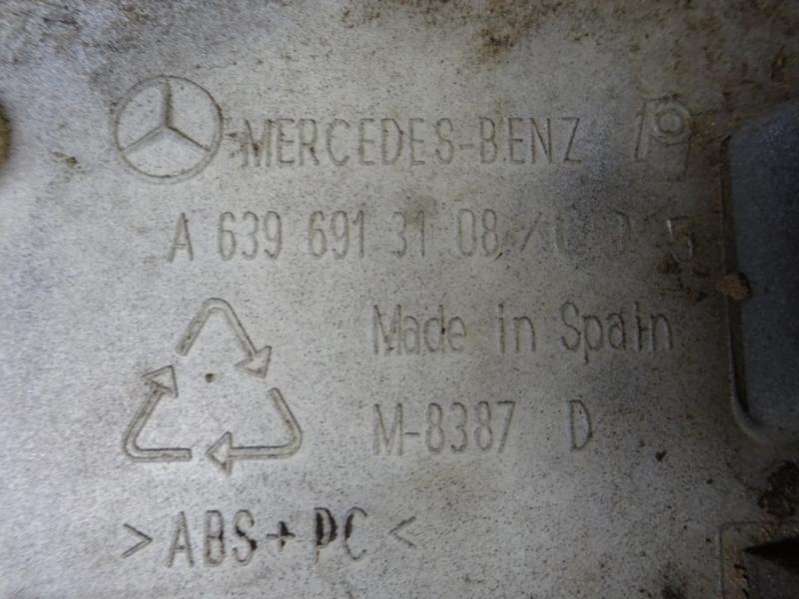 MERCEDES-BENZ
A 639 691 31 08 /
Made in Spain
M-8387 D
>ABS+PC<